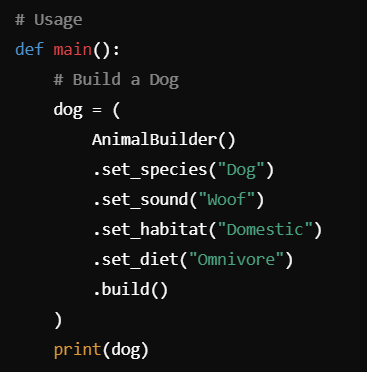 # Usage
def main():
    # Build a Dog
    dog = (
        AnimalBuilder()
        .set_species("Dog")
        .set_sound("Woof")
        .set_habitat("Domestic")
        .set_diet("Omnivore")
        .build()
    )
    print(dog)